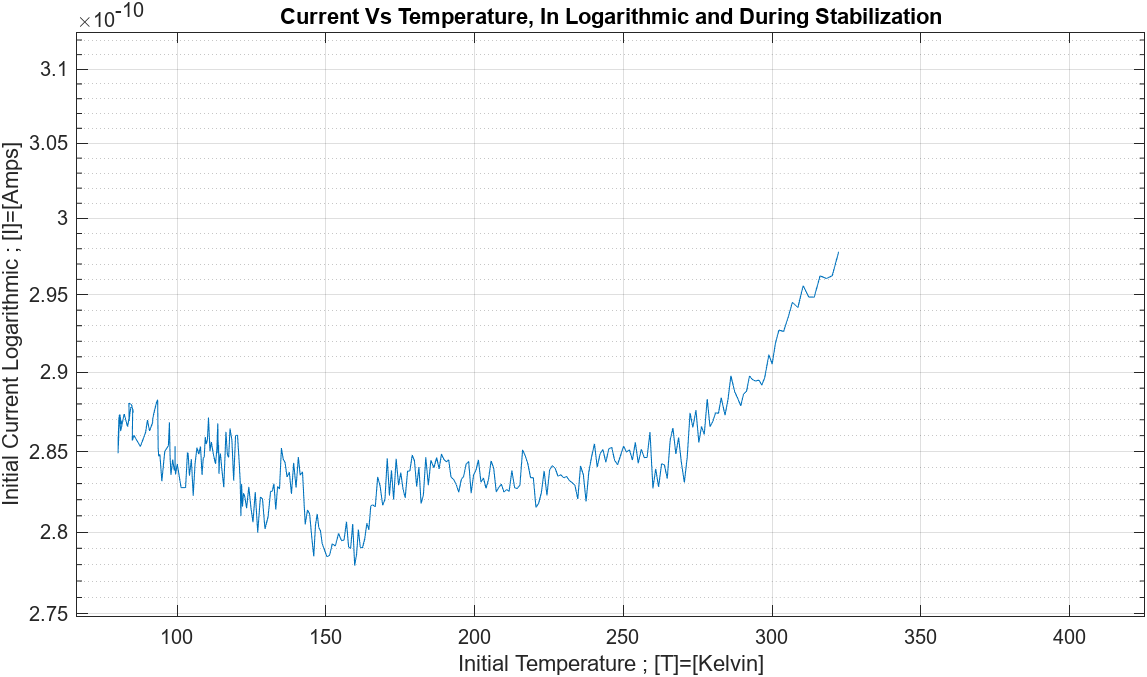 Current Vs Temperature, In Logarithmic and During Stabilization
×10^-10
3.1
3.05
3
2.95
2.9
2.85
2.8
2.75
Initial Current Logarithmic ; [I]=[Amps]
100 150 200 250 300 350 400
Initial Temperature ; [T]=[Kelvin]